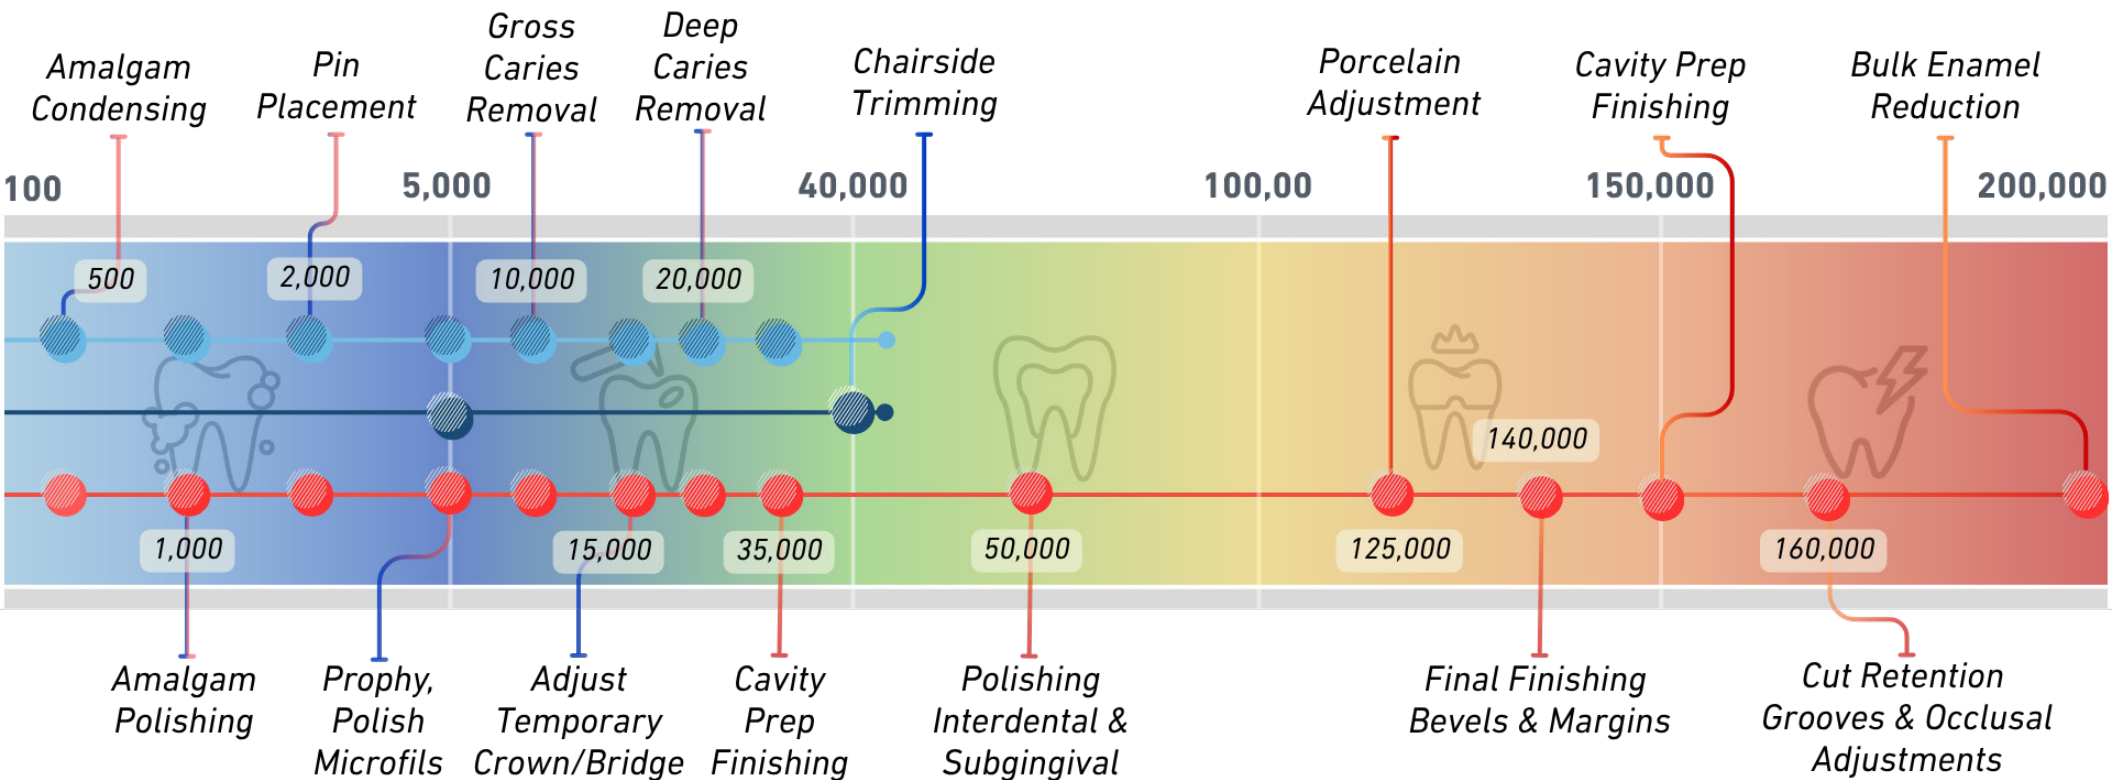 Amalgam
Condensing
Pin
Placement
Gross
Caries
Removal
Deep
Caries
Removal
Chairside
Trimming
Porcelain
Adjustment
Cavity Prep
Finishing
Bulk Enamel
Reduction
100
5,000
40,000
100,00
150,000
200,000
500
2,000
10,000
20,000
140,000
1,000
15,000
35,000
50,000
125,000
160,000
Amalgam
Polishing
Prophy,
Polish
Microfils
Adjust
Temporary
Crown/Bridge
Cavity
Prep
Finishing
Polishing
Interdental &
Subgingival
Final Finishing
Bevels & Margins
Cut Retention
Grooves & Occlusal
Adjustments